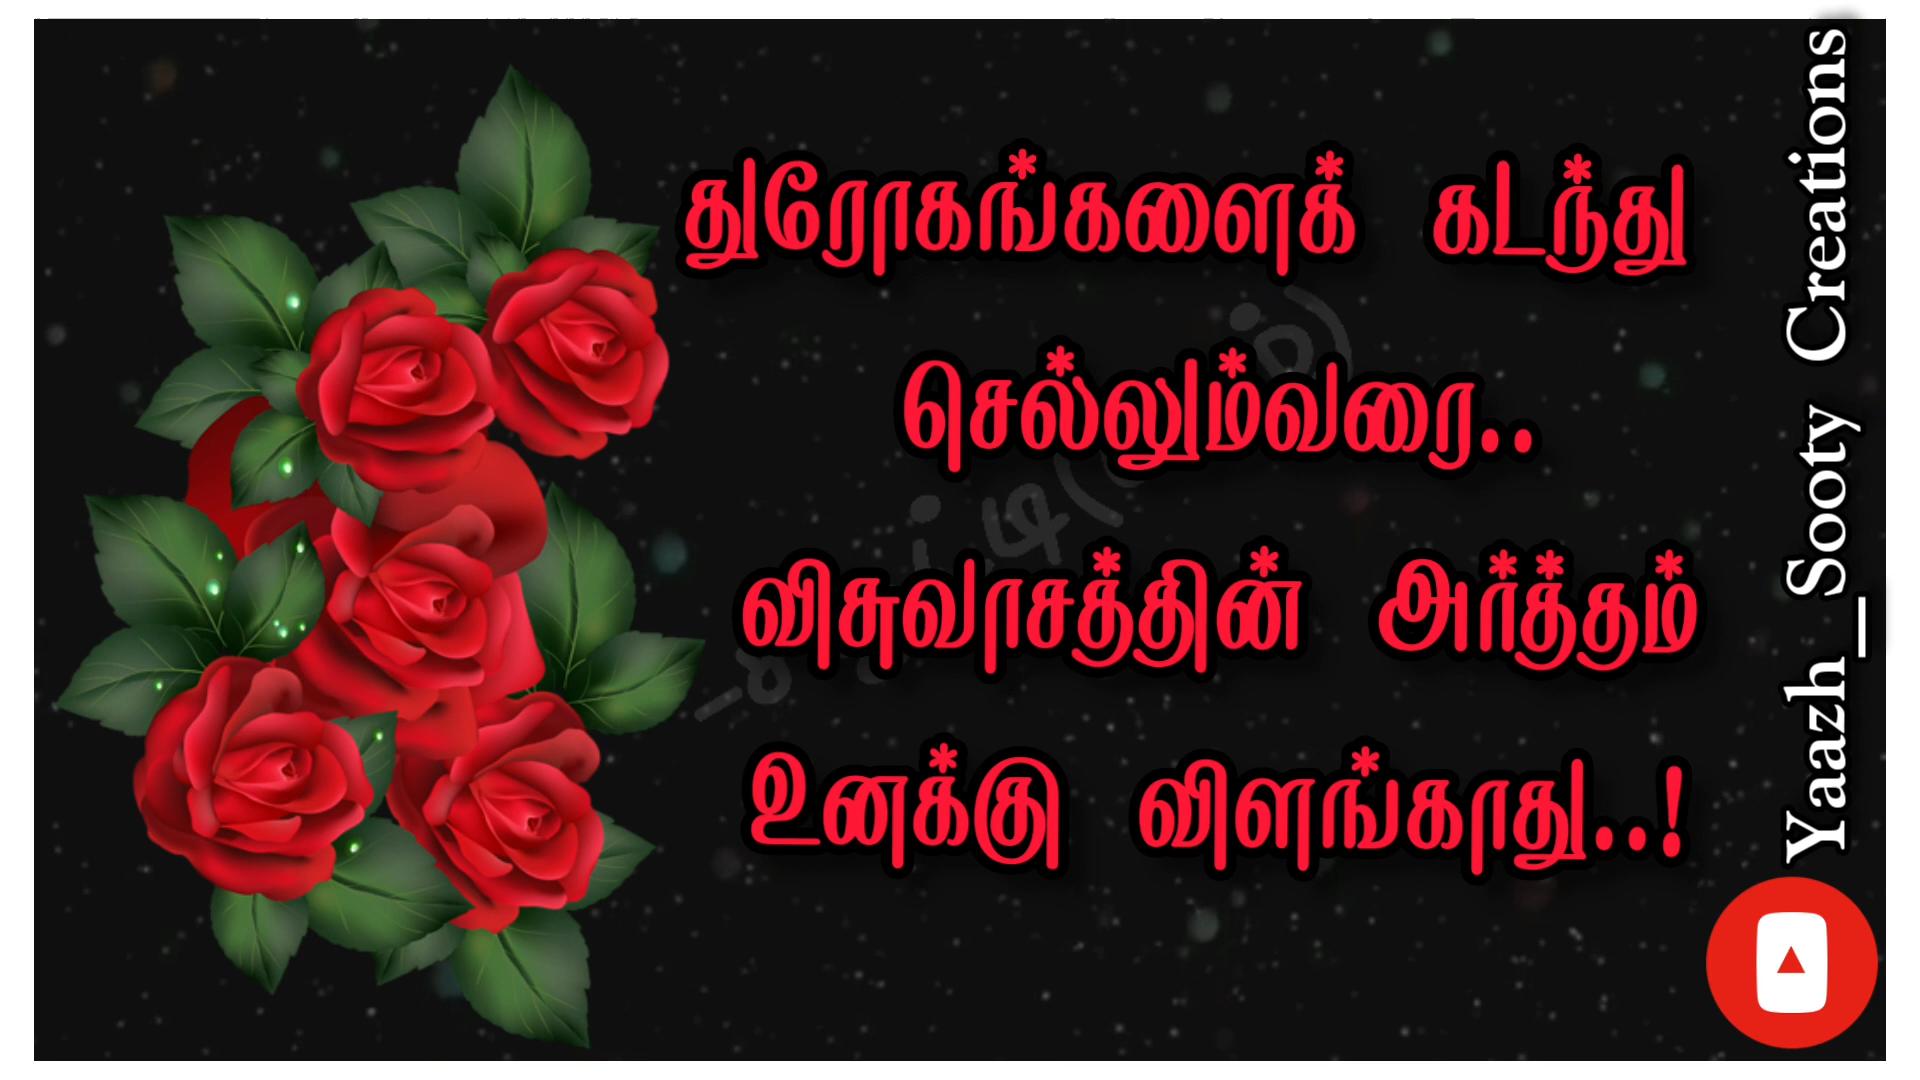 துரோகங்களைக் கடந்து
செல்லும்வரை..
விசுவாசத்தின் அர்த்தம்
உனக்கு விளங்காது..!
Yaazh_Sooty Creations